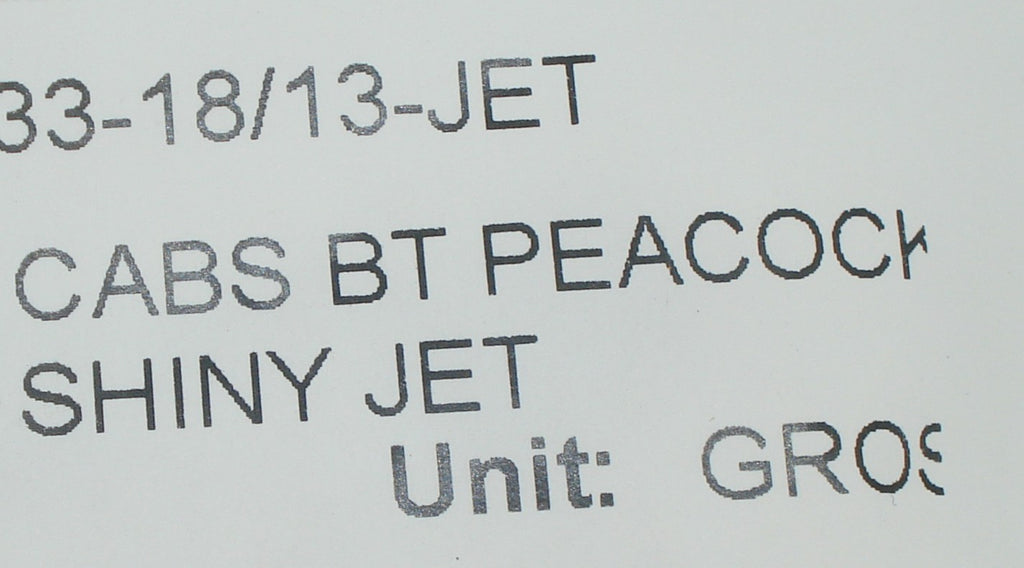 33-18/13-JET
CABS BT PEACOCK
SHINY JET
Unit: GROS